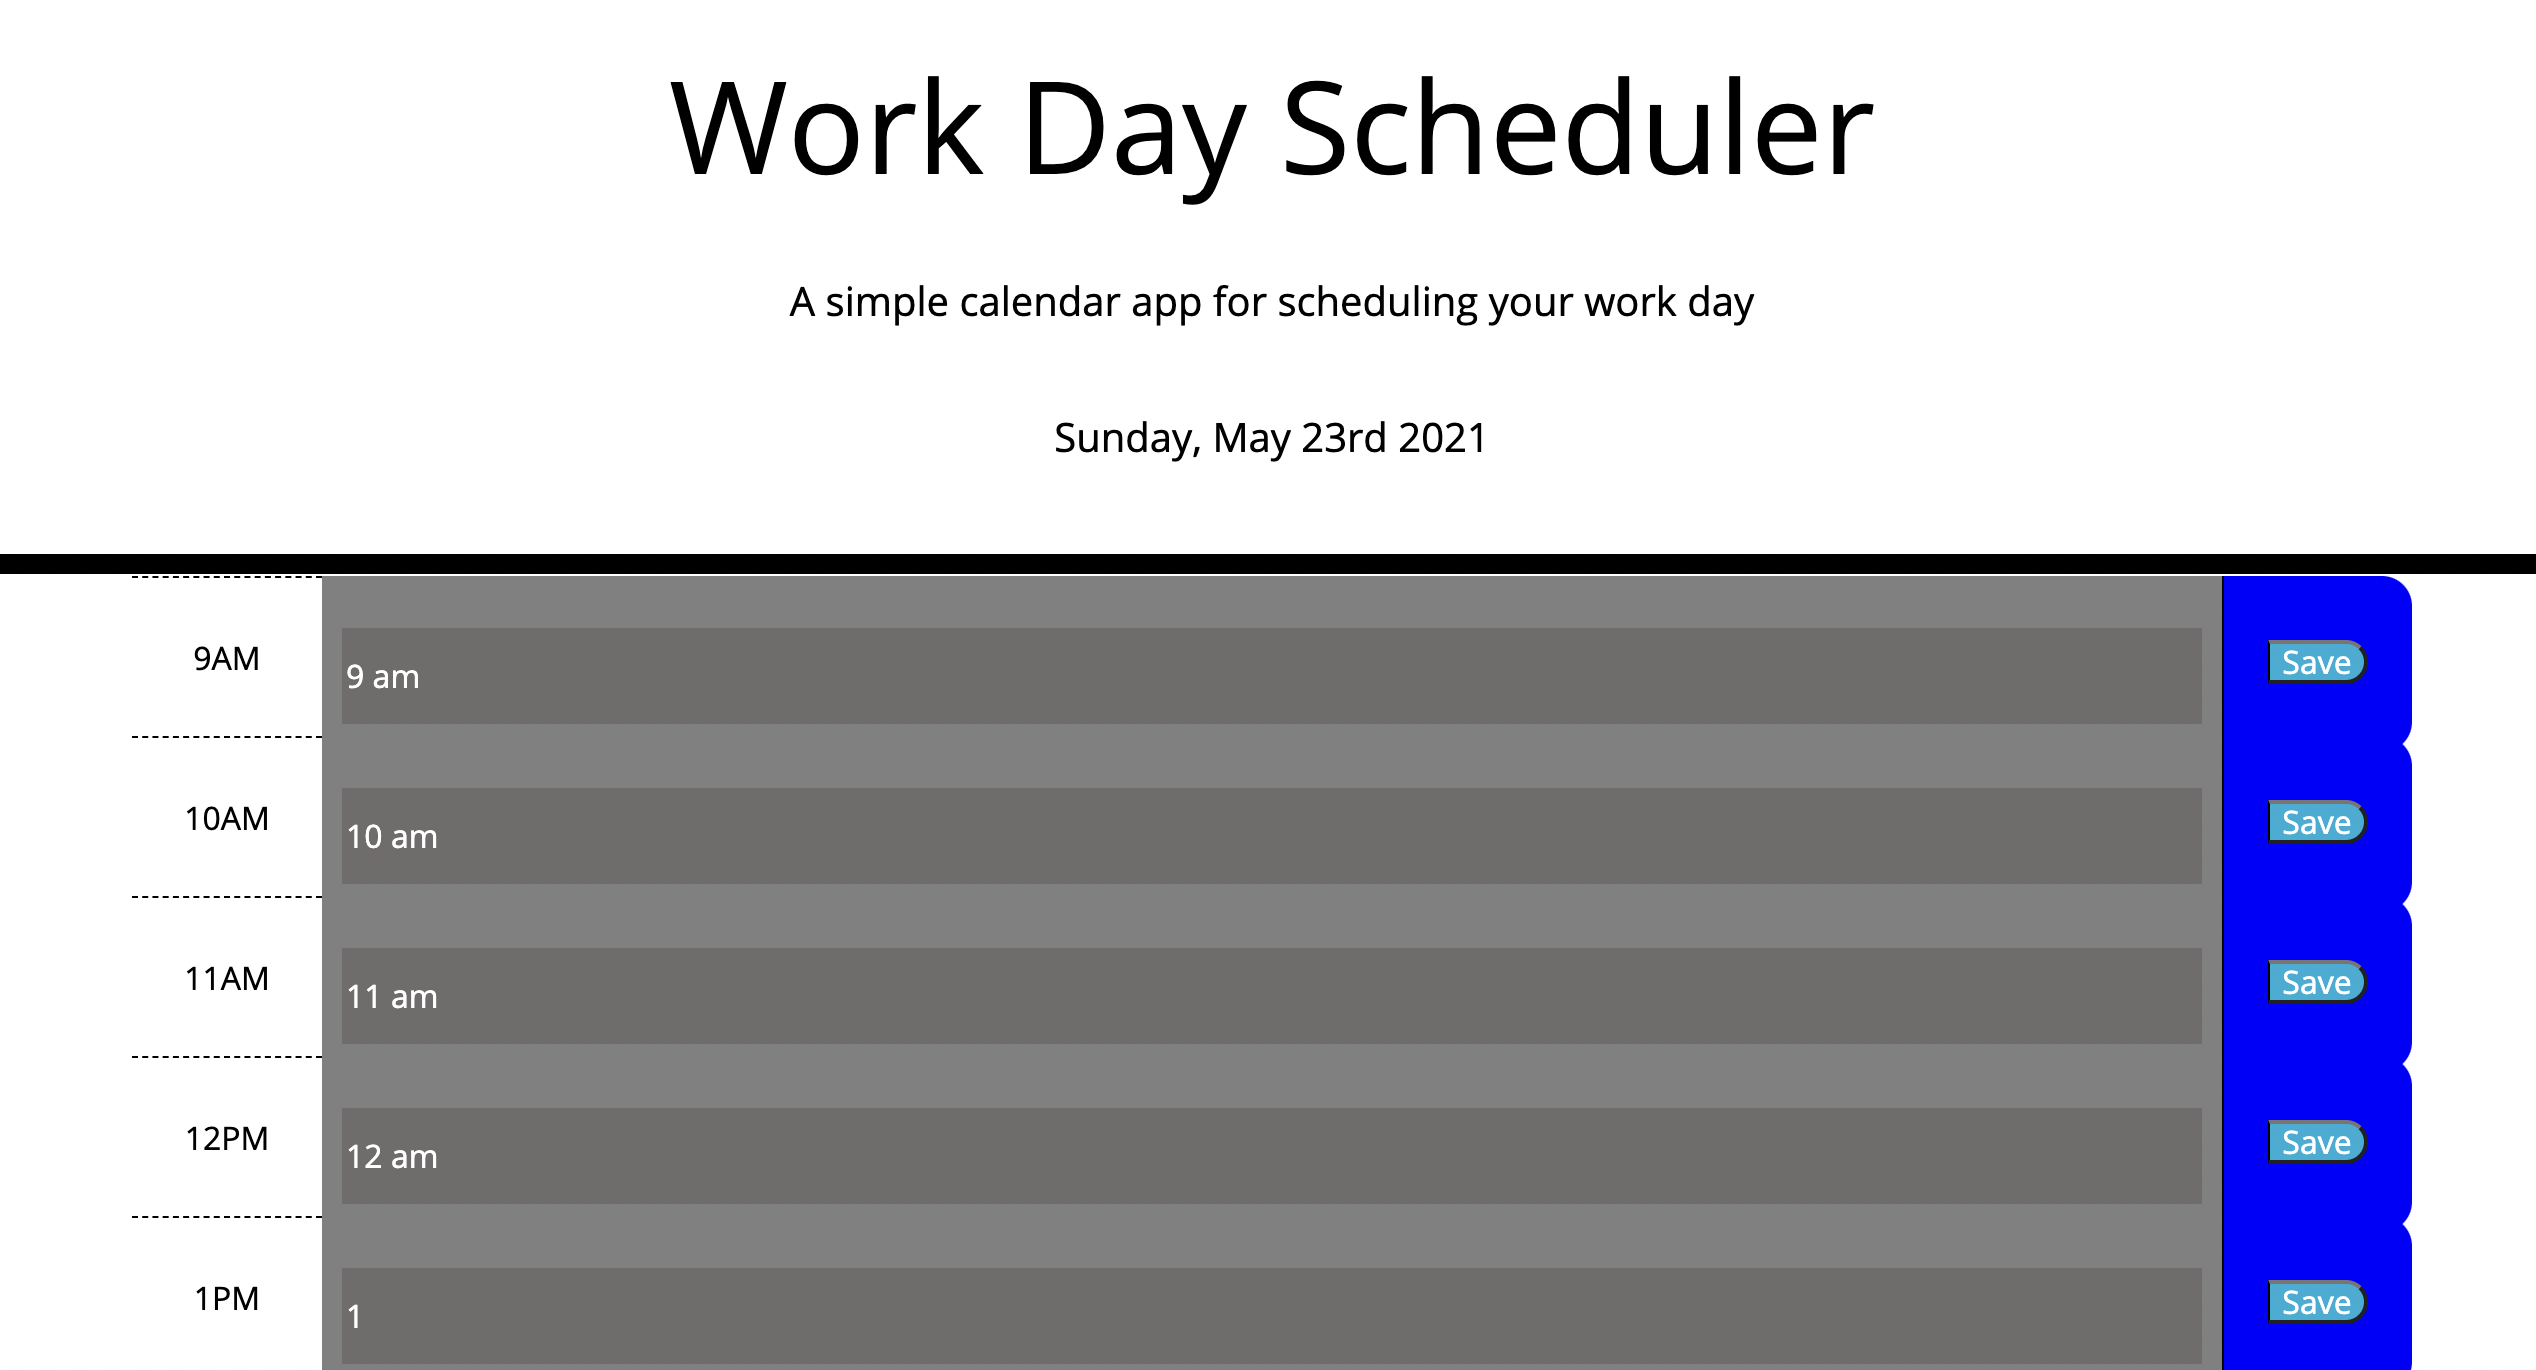 Work Day Scheduler
A simple calendar app for scheduling your work day
Sunday, May 23rd 2021
9AM 9 am Save
10AM 10 am Save
11AM 11 am Save
12PM 12 am Save
1PM 1 Save